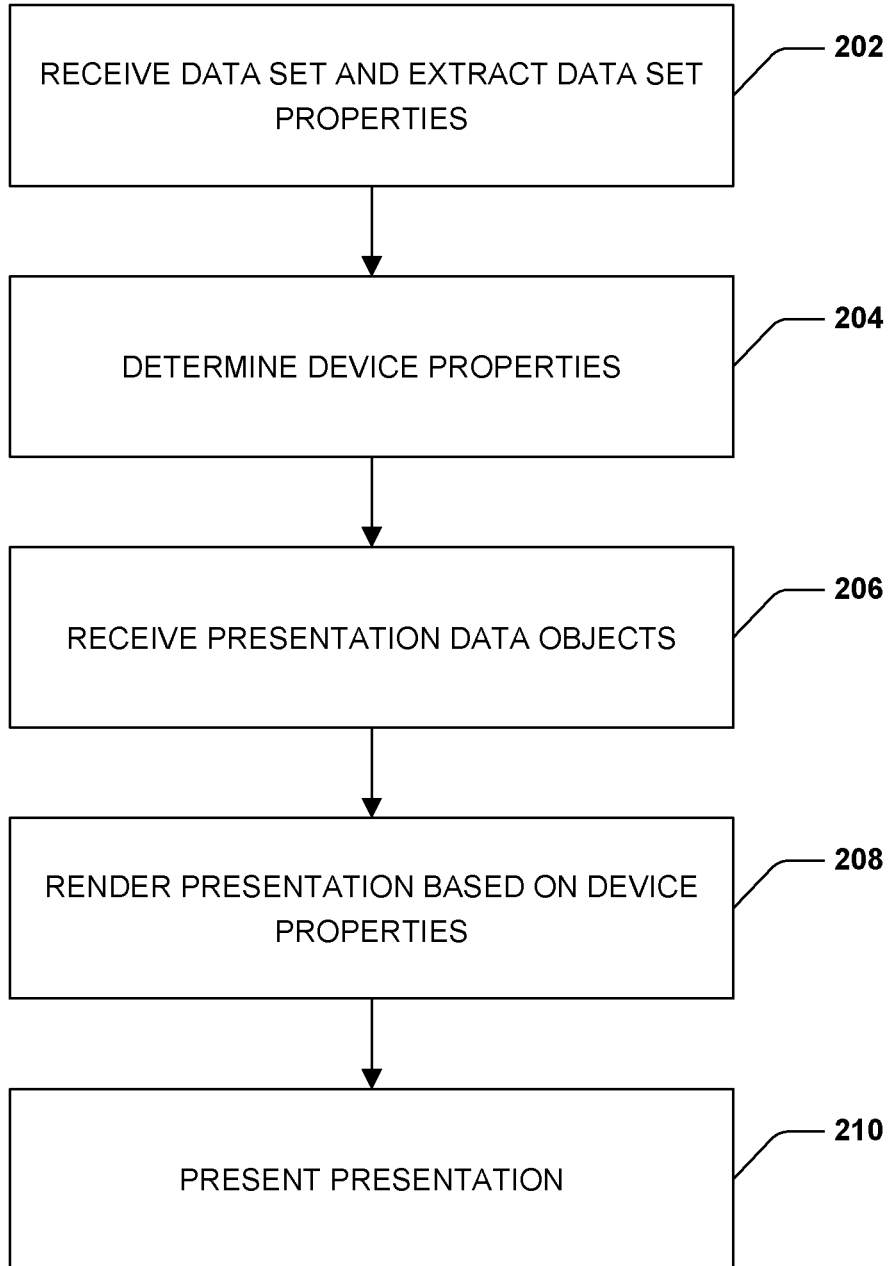 202
RECEIVE DATA SET AND EXTRACT DATA SET
PROPERTIES
204
DETERMINE DEVICE PROPERTIES
206
RECEIVE PRESENTATION DATA OBJECTS
208
RENDER PRESENTATION BASED ON DEVICE
PROPERTIES
210
PRESENT PRESENTATION